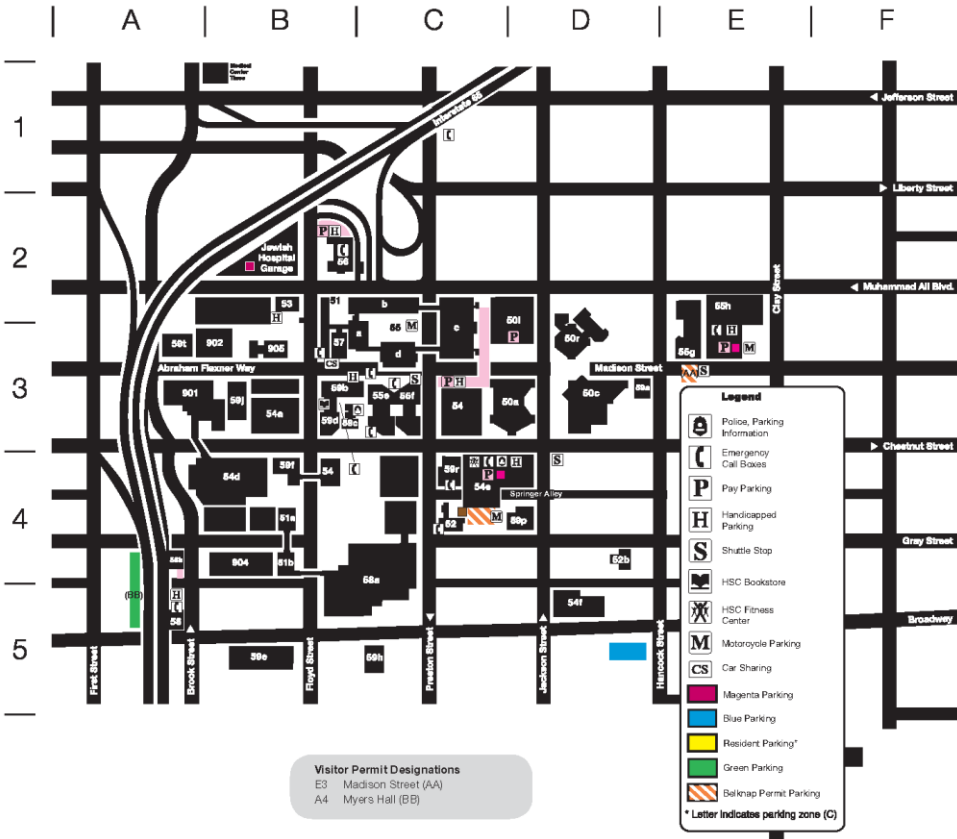 A B C D E F
1
2
3
4
5
Medical
Center
Three
Interstate 65
Jefferson Street
Liberty Street
Muhammad Ali Blvd.
Clay Street
Jewish
Hospital
Garage
P H
56
53
H
51
b
a
55
M
c
d
57
CS
50l
P
50r
55h
H
P M
55g
59t
902
905
Abraham Flexner Way
Madison Street
(AA) S
901
59j
54a
59b
H
59d
55e
55f
S
P H
54
50a
50c
59a
Chestnut Street
54d
59f
54
59r
H
54e
P
S
Springer Alley
51a
52
M
59p
Gray Street
904
51b
58a
52b
58b
(BB)
H
58
54f
Broadway
59e
59h
First Street
Brook Street
Floyd Street
Preston Street
Jackson Street
Hancock Street
Legend
Police, Parking
Information
Emergency
Call Boxes
P Pay Parking
H Handicapped
Parking
S Shuttle Stop
HSC Bookstore
HSC Fitness
Center
M Motorcycle Parking
CS Car Sharing
Magenta Parking
Blue Parking
Resident Parking*
Green Parking
Belknap Permit Parking
* Letter indicates parking zone (C)
Visitor Permit Designations
E3 Madison Street (AA)
A4 Myers Hall (BB)